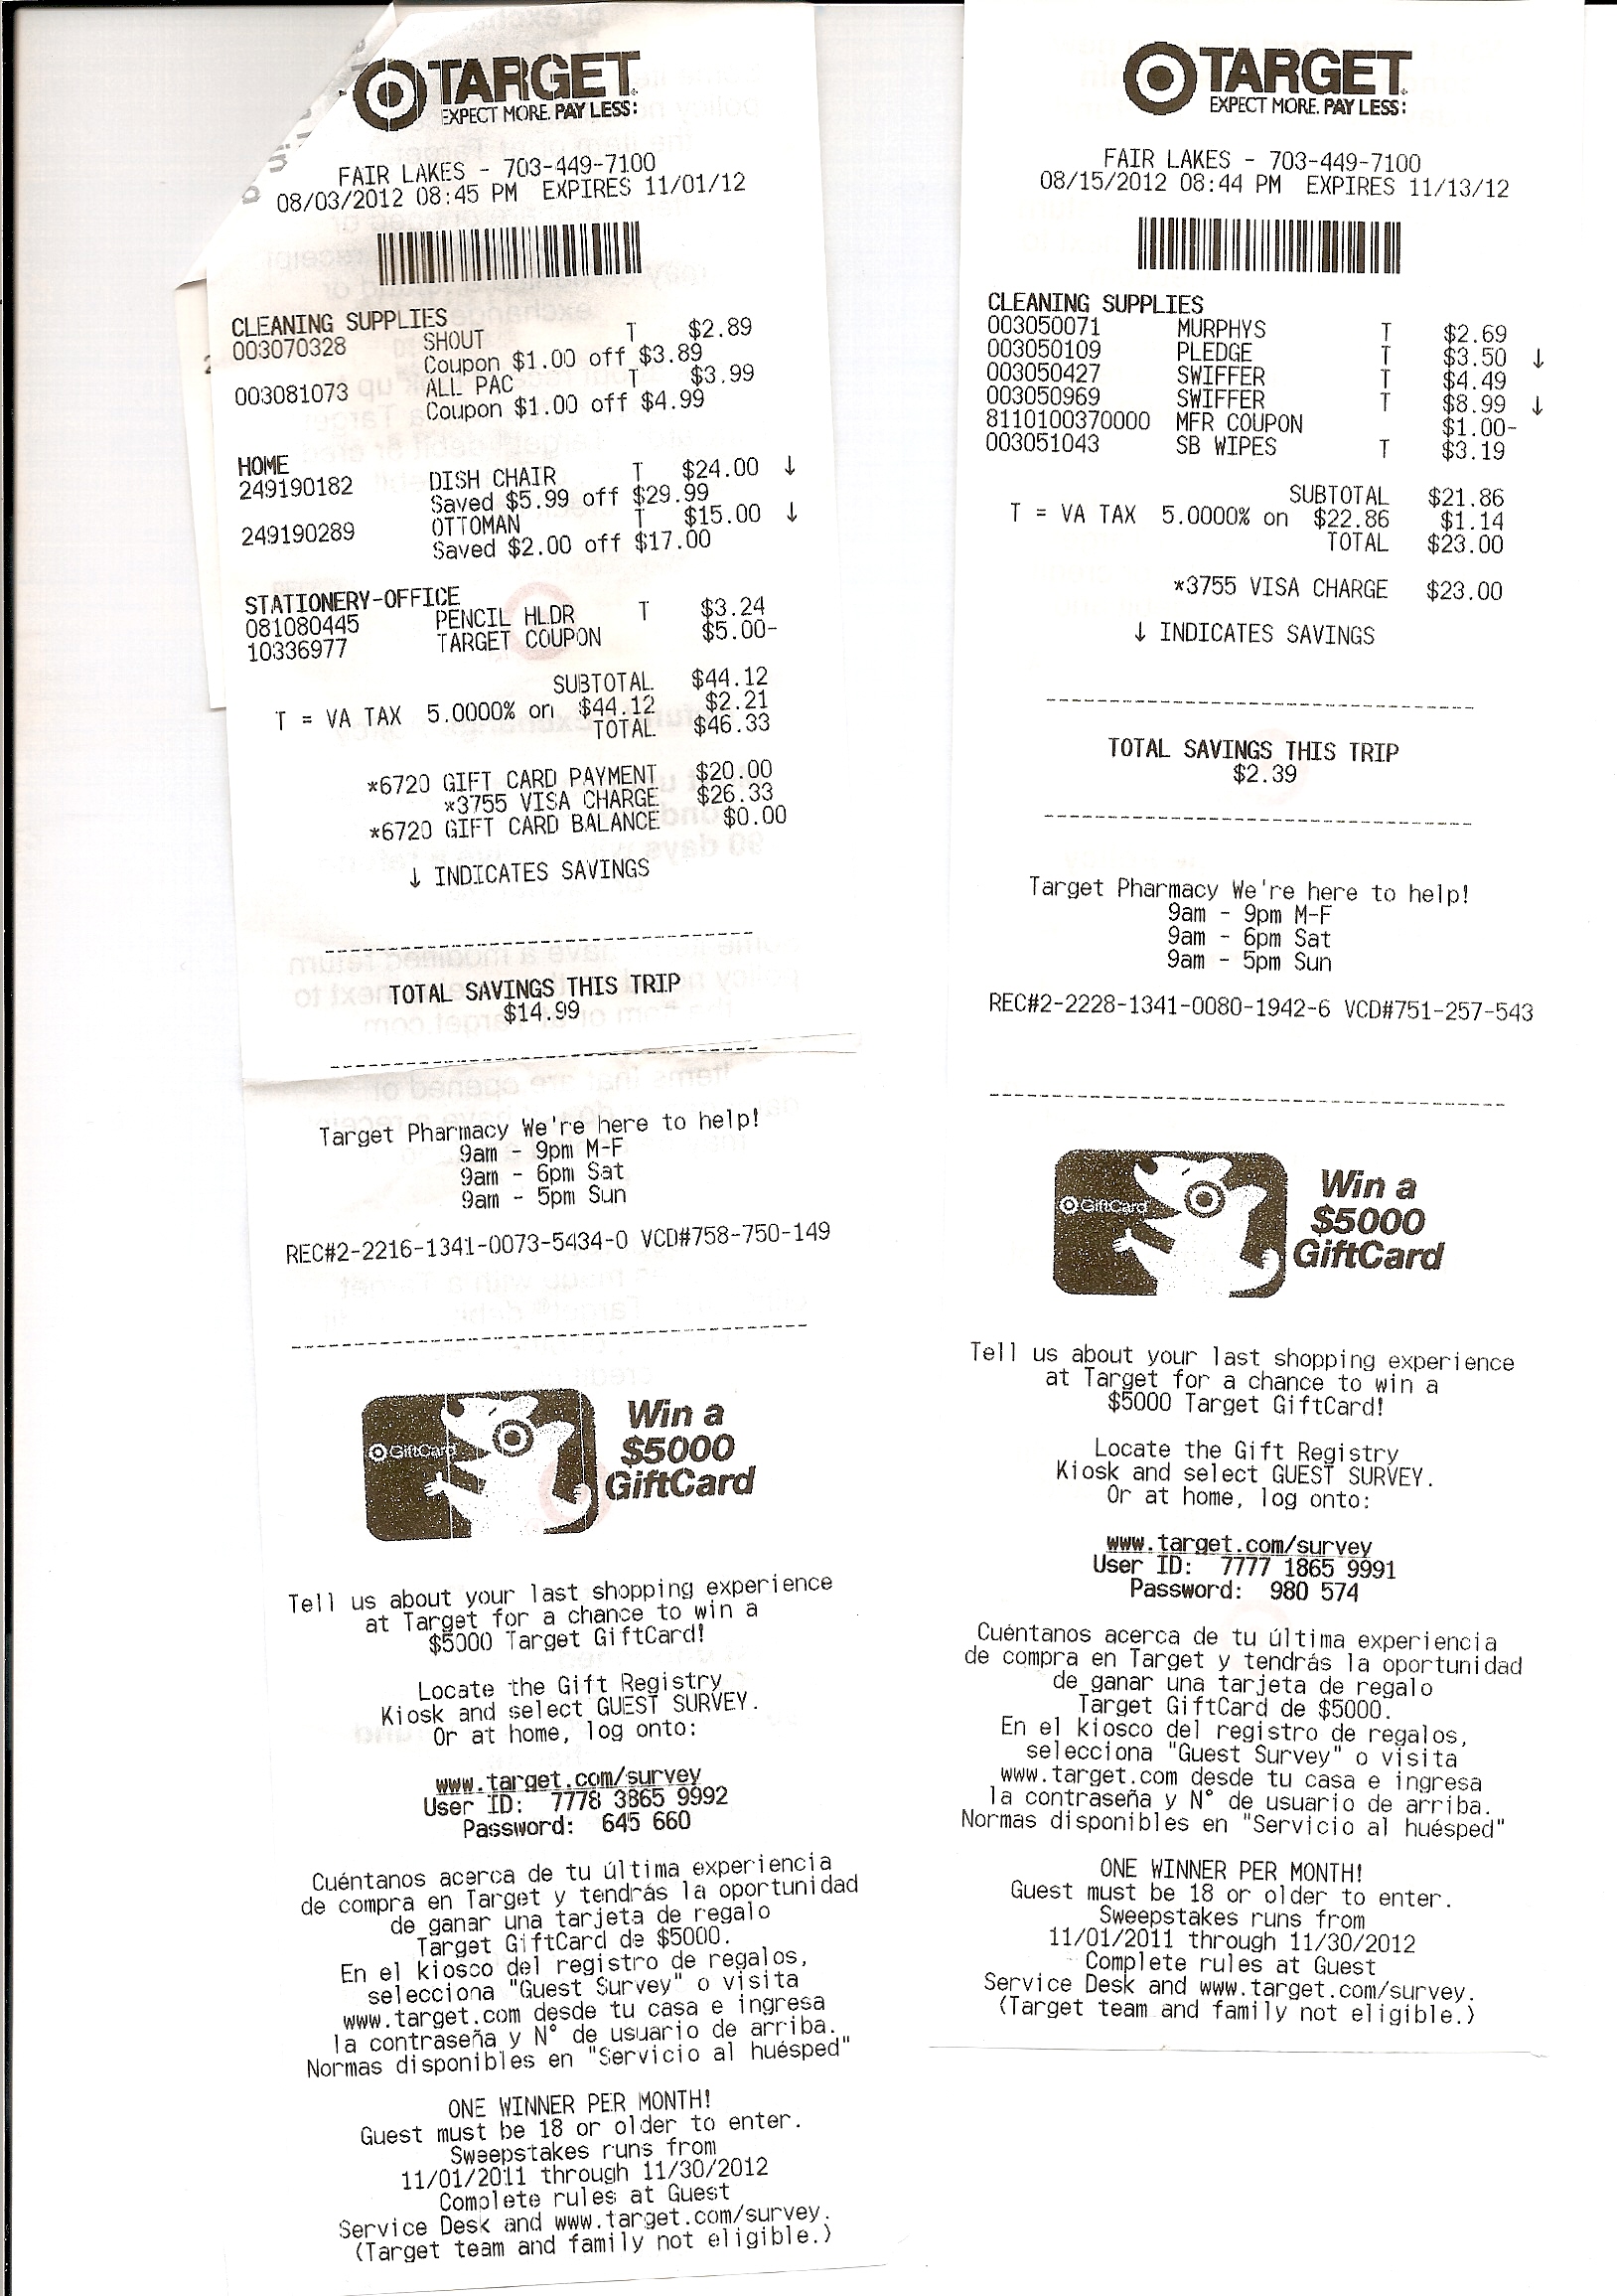 TARGET
EXPECT MORE. PAY LESS.
FAIR LAKES - 703-449-7100
08/03/2012 08:45 PM EXPIRES 11/01/12
CLEANING SUPPLIES
003070328 SHOUT T $2.89
Coupon $1.00 off $3.89
003081073 ALL PAC T $3.99
Coupon $1.00 off $4.99
HOME
249190182 DISH CHAIR T $24.00 ↓
Saved $5.99 off $29.99
249190289 OTTOMAN T $15.00 ↓
Saved $2.00 off $17.00
STATIONERY-OFFICE
081080445 PENCIL HLDR T $3.24
10336977 TARGET COUPON $5.00-
SUBTOTAL $44.12
T = VA TAX 5.0000% on $44.12 $2.21
TOTAL $46.33
*6720 GIFT CARD PAYMENT $20.00
*3755 VISA CHARGE $26.33
*6720 GIFT CARD BALANCE $0.00
↓ INDICATES SAVINGS
TOTAL SAVINGS THIS TRIP
$14.99
Target Pharmacy We're here to help!
9am - 9pm M-F
9am - 6pm Sat
9am - 5pm Sun
REC#2-2216-1341-0073-5434-0 VCD#758-750-149
GiftCard
Win a
$5000
GiftCard
Tell us about your last shopping experience
at Target for a chance to win a
$5000 Target GiftCard!
Locate the Gift Registry
Kiosk and select GUEST SURVEY.
Or at home, log onto:
www.target.com/survey
User ID: 7778 3865 9992
Password: 645 660
Cuéntanos acerca de tu última experiencia
de compra en Target y tendrás la oportunidad
de ganar una tarjeta de regalo
Target GiftCard de $5000.
En el kiosco del registro de regalos,
selecciona "Guest Survey" o visita
www.target.com desde tu casa e ingresa
la contraseña y N° de usuario de arriba.
Normas disponibles en "Servicio al huésped"
ONE WINNER PER MONTH!
Guest must be 18 or older to enter.
Sweepstakes runs from
11/01/2011 through 11/30/2012
Complete rules at Guest
Service Desk and www.target.com/survey.
(Target team and family not eligible.)
TARGET
EXPECT MORE. PAY LESS.
FAIR LAKES - 703-449-7100
08/15/2012 08:44 PM EXPIRES 11/13/12
CLEANING SUPPLIES
003050071 MURPHYS T $2.69
003050109 PLEDGE T $3.50 ↓
003050427 SWIFFER T $4.49
003050969 SWIFFER T $8.99 ↓
8110100370000 MFR COUPON $1.00-
003051043 SB WIPES T $3.19
SUBTOTAL $21.86
T = VA TAX 5.0000% on $22.86 $1.14
TOTAL $23.00
*3755 VISA CHARGE $23.00
↓ INDICATES SAVINGS
TOTAL SAVINGS THIS TRIP
$2.39
Target Pharmacy We're here to help!
9am - 9pm M-F
9am - 6pm Sat
9am - 5pm Sun
REC#2-2228-1341-0080-1942-6 VCD#751-257-543
GiftCard
Win a
$5000
GiftCard
Tell us about your last shopping experience
at Target for a chance to win a
$5000 Target GiftCard!
Locate the Gift Registry
Kiosk and select GUEST SURVEY.
Or at home, log onto:
www.target.com/survey
User ID: 7777 1865 9991
Password: 980 574
Cuéntanos acerca de tu última experiencia
de compra en Target y tendrás la oportunidad
de ganar una tarjeta de regalo
Target GiftCard de $5000.
En el kiosco del registro de regalos,
selecciona "Guest Survey" o visita
www.target.com desde tu casa e ingresa
la contraseña y N° de usuario de arriba.
Normas disponibles en "Servicio al huésped"
ONE WINNER PER MONTH!
Guest must be 18 or older to enter.
Sweepstakes runs from
11/01/2011 through 11/30/2012
Complete rules at Guest
Service Desk and www.target.com/survey.
(Target team and family not eligible.)